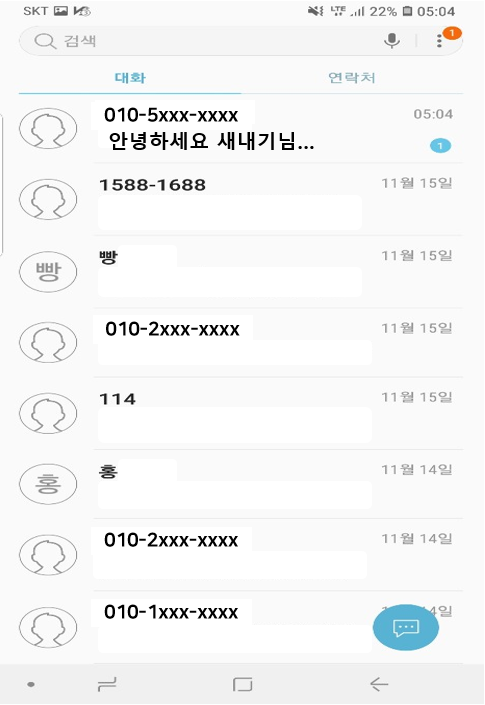 SKT 22% 05:04
검색
1
대화 연락처
010-5xxx-xxxx 05:04
안녕하세요 새내기님... 1
1588-1688 11월 15일
빵 빵 11월 15일
010-2xxx-xxxx 11월 15일
114 11월 15일
홍 홍 11월 14일
010-2xxx-xxxx 11월 14일
010-1xxx-xxxx 4일